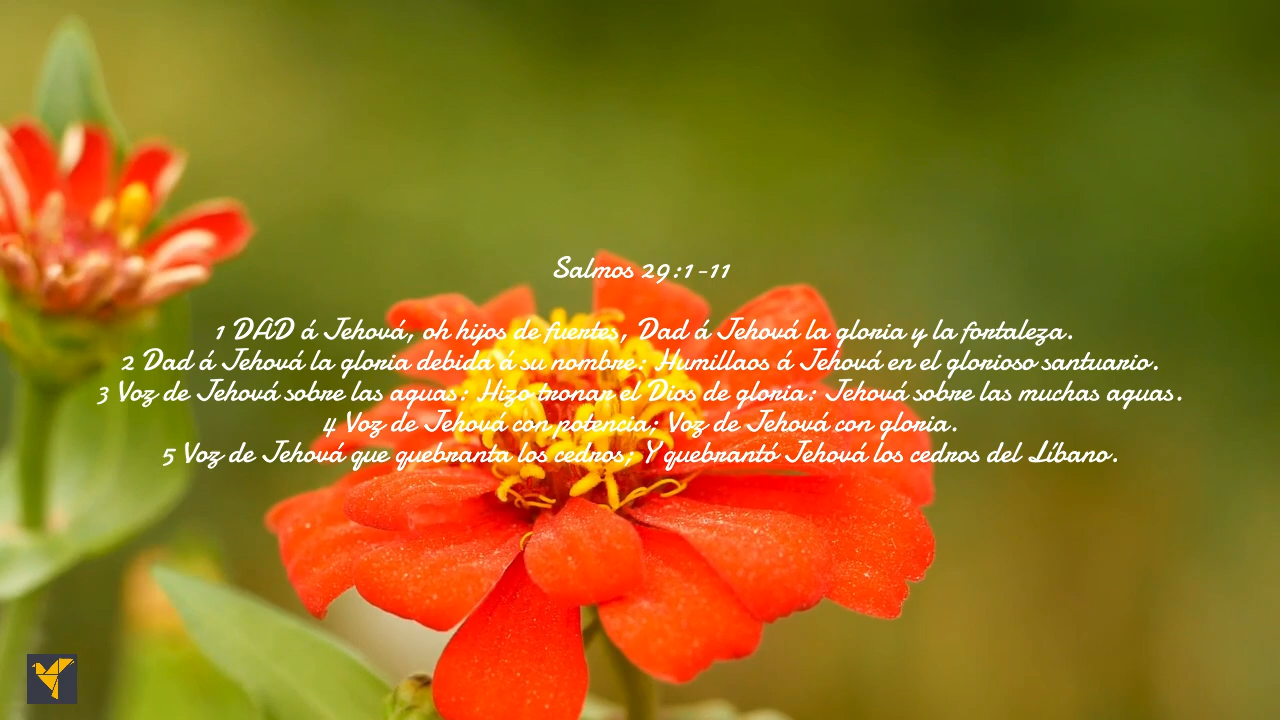 Salmos 29:1-11
1 DAD á Jehová, oh hijos de fuertes, Dad á Jehová la gloria y la fortaleza.
2 Dad á Jehová la gloria debida á su nombre: Humillaos á Jehová en el glorioso santuario.
3 Voz de Jehová sobre las aguas: Hizo tronar el Dios de gloria: Jehová sobre las muchas aguas.
4 Voz de Jehová con potencia; Voz de Jehová con gloria.
5 Voz de Jehová que quebranta los cedros; Y quebrantó Jehová los cedros del Líbano.